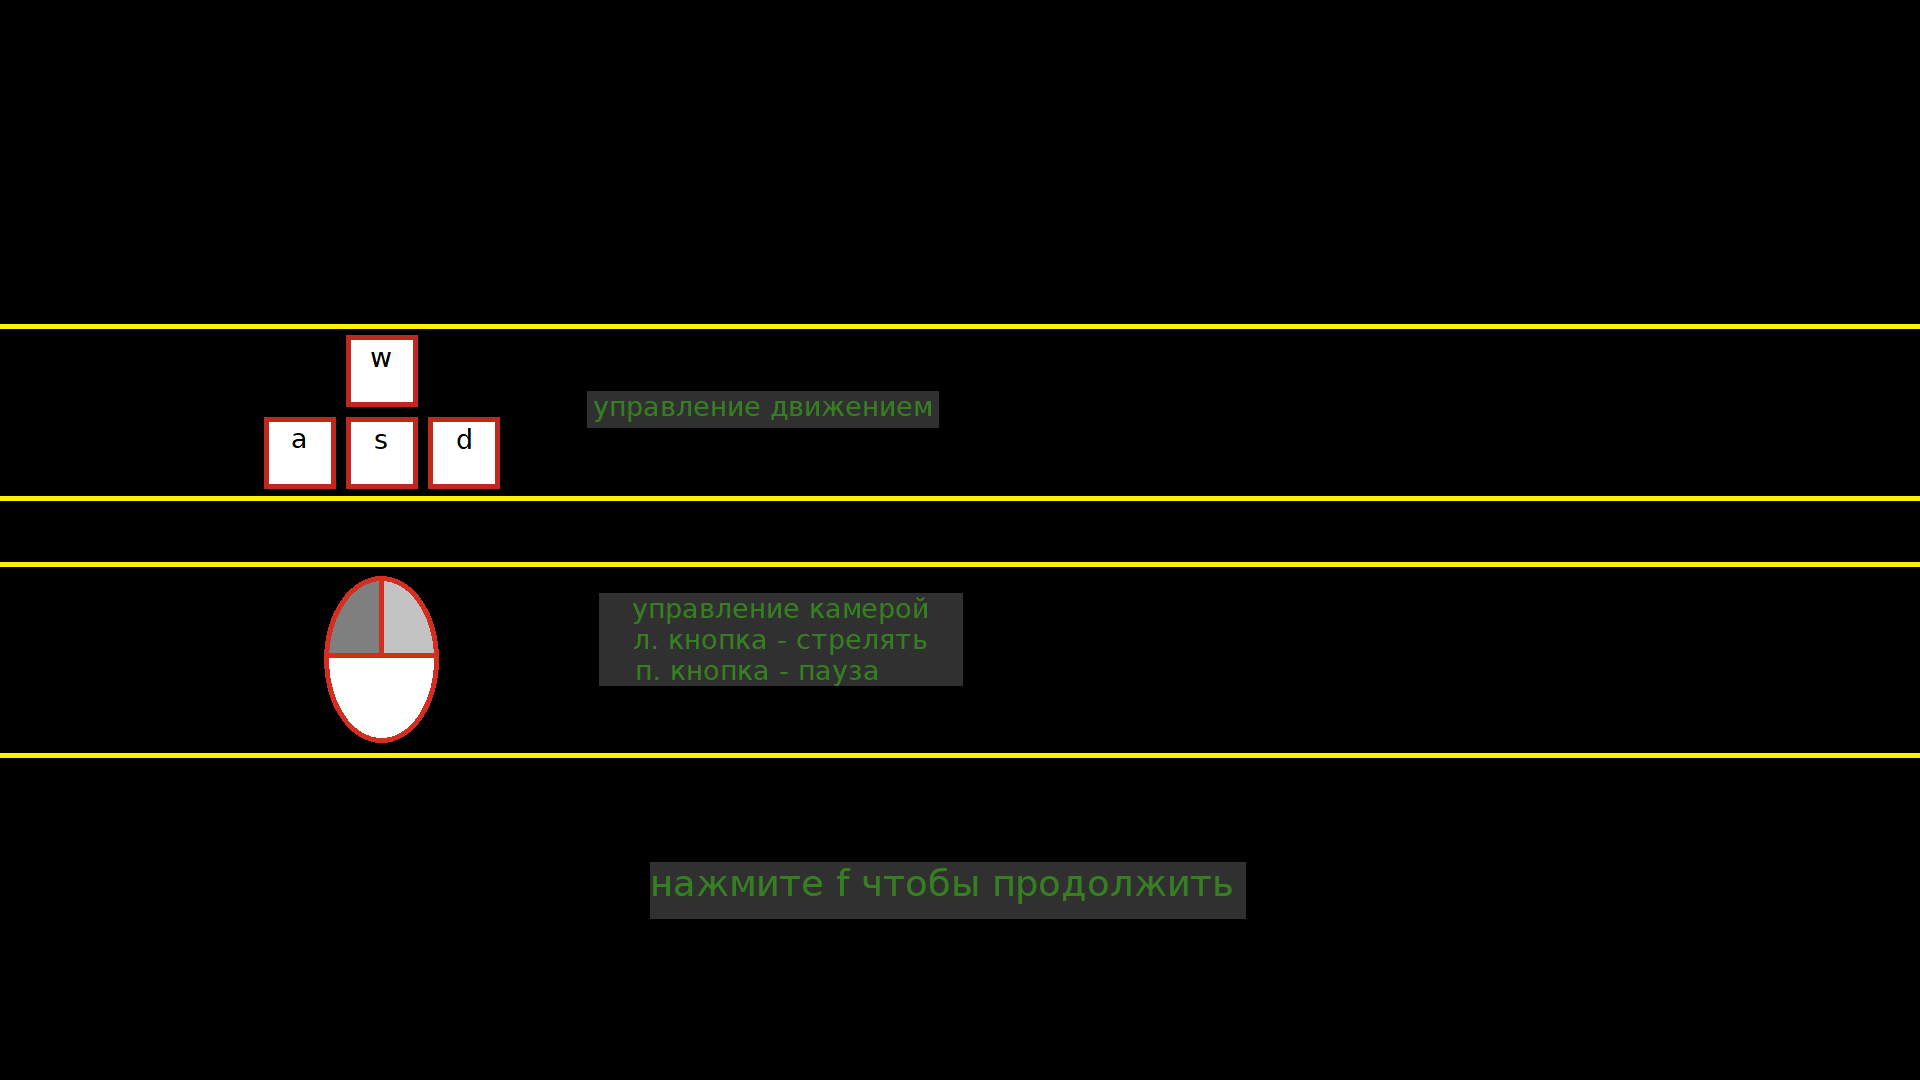 w
a s d
управление движением
управление камерой
л. кнопка - стрелять
п. кнопка - пауза
нажмите f чтобы продолжить